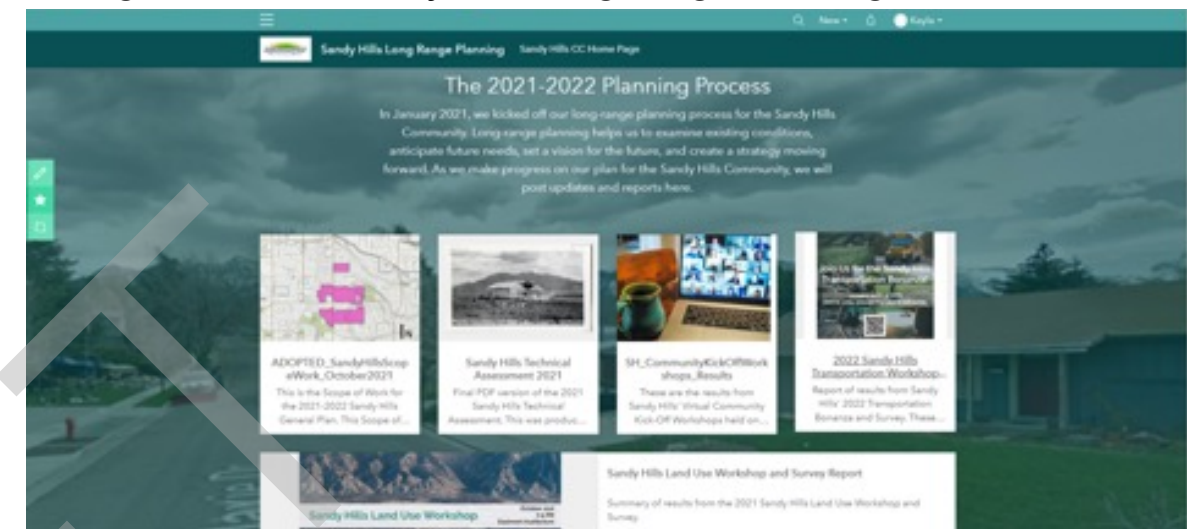 New
Kayla
Sandy Hills Long Range Planning
Sandy Hills CC Home Page
The 2021-2022 Planning Process
In January 2021, we kicked off our long-range planning process for the Sandy Hills
Community. Long-range planning helps us to examine existing conditions,
anticipate future needs, set a vision for the future, and create a strategy moving
forward. As we make progress on our plan for the Sandy Hills Community, we will
post updates and reports here.
ADOPTED_SandyHillsScop
eWork_October2021
This is the Scope of Work for
the 2021-2022 Sandy Hills
General Plan. This Scope of...
Sandy Hills Technical
Assessment 2021
Final PDF version of the 2021
Sandy Hills Technical
Assessment. This was produc...
SH_CommunityKickOffWork
shops_Results
These are the results from
Sandy Hills' Virtual Community
Kick-Off Workshops held on...
Join Us for the Sandy Hills
Transportation Bonanza
2022 Sandy Hills
Transportation Workshop...
Report of results from Sandy
Hills' 2022 Transportation
Bonanza and Survey. These...
Sandy Hills Land Use Workshop
Sandy Hills Land Use Workshop and Survey Report
Summary of results from the 2021 Sandy Hills Land Use Workshop and
Survey.